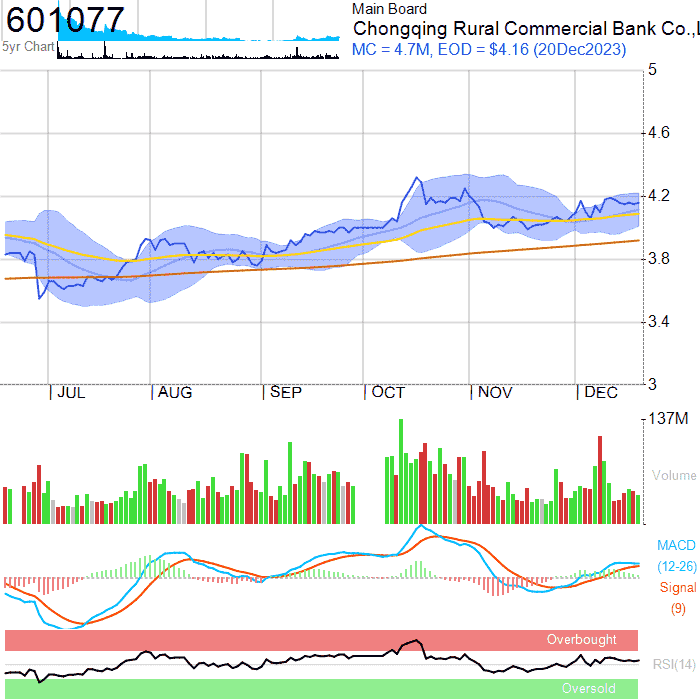 601077
Main Board
Chongqing Rural Commercial Bank Co.,L
5yr Chart
MC = 4.7M, EOD = $4.16 (20Dec2023)
5
4.6
4.2
3.8
3.4
3
JUL AUG SEP OCT NOV DEC
137M
Volume
MACD
(12-26)
Signal
(9)
Overbought
RSI(14)
Oversold